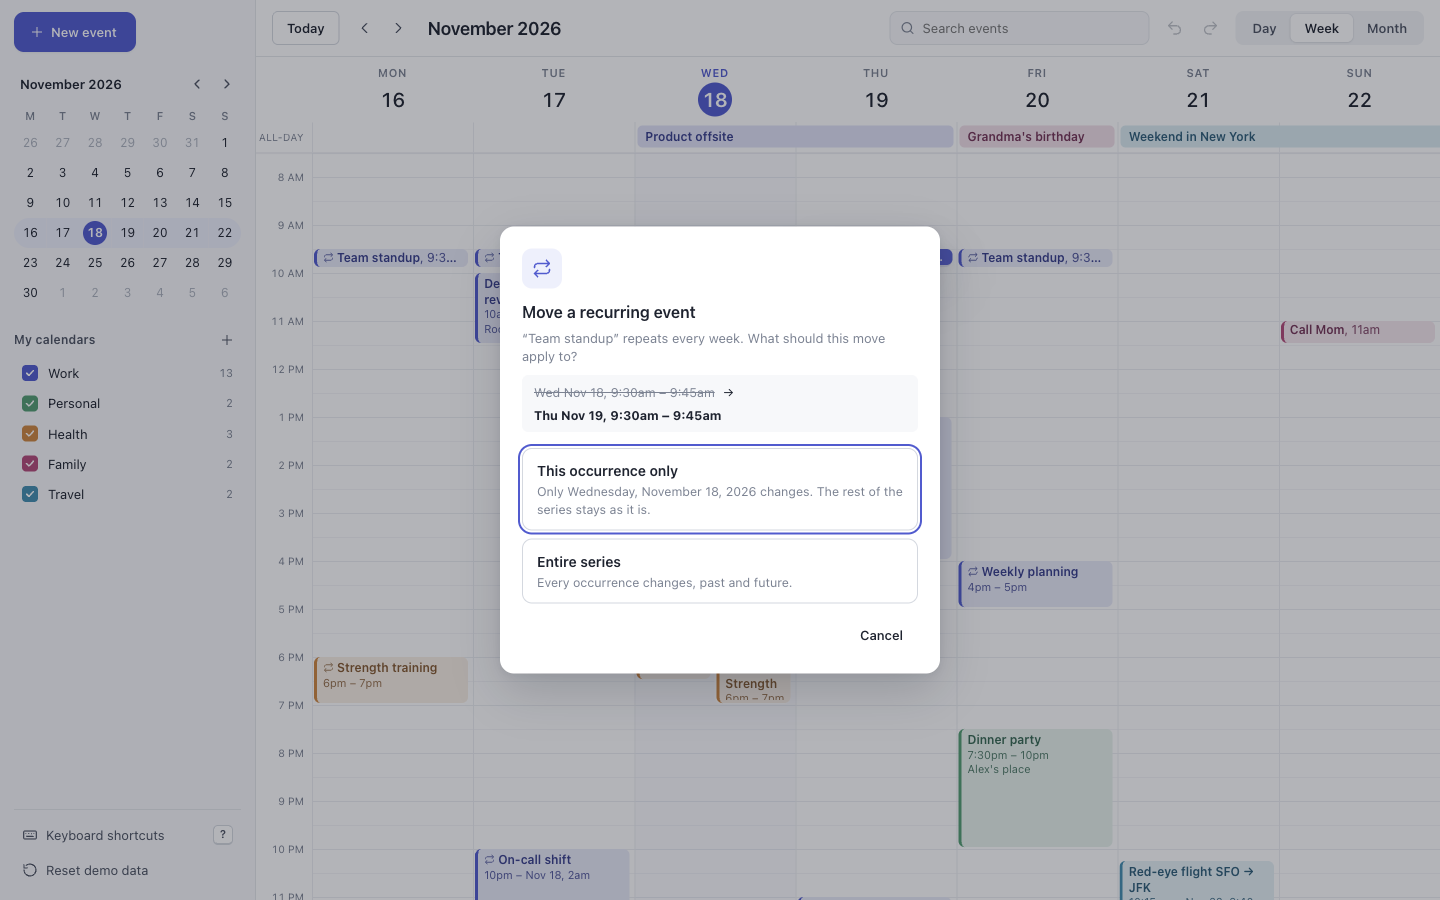 New event
Today
November 2026
Search events
Day
Week
Month
November 2026
M T W T F S S
26 27 28 29 30 31 1
2 3 4 5 6 7 8
9 10 11 12 13 14 15
16 17 18 19 20 21 22
23 24 25 26 27 28 29
30 1 2 3 4 5 6
My calendars
Work 13
Personal 2
Health 3
Family 2
Travel 2
Keyboard shortcuts ?
Reset demo data
MON TUE WED THU FRI SAT SUN
16 17 18 19 20 21 22
ALL-DAY
Product offsite
Grandma's birthday
Weekend in New York
8 AM
9 AM
10 AM
11 AM
12 PM
1 PM
2 PM
3 PM
4 PM
5 PM
6 PM
7 PM
8 PM
9 PM
10 PM
11 PM
Team standup, 9:3...
Strength training
6pm – 7pm
On-call shift
10pm – Nov 18, 2am
Strength
6pm – 7pm
Team standup, 9:3...
Weekly planning
4pm – 5pm
Dinner party
7:30pm – 10pm
Alex's place
Red-eye flight SFO →
JFK
Call Mom, 11am
Move a recurring event
“Team standup” repeats every week. What should this move
apply to?
Wed Nov 18, 9:30am – 9:45am →
Thu Nov 19, 9:30am – 9:45am
This occurrence only
Only Wednesday, November 18, 2026 changes. The rest of the
series stays as it is.
Entire series
Every occurrence changes, past and future.
Cancel